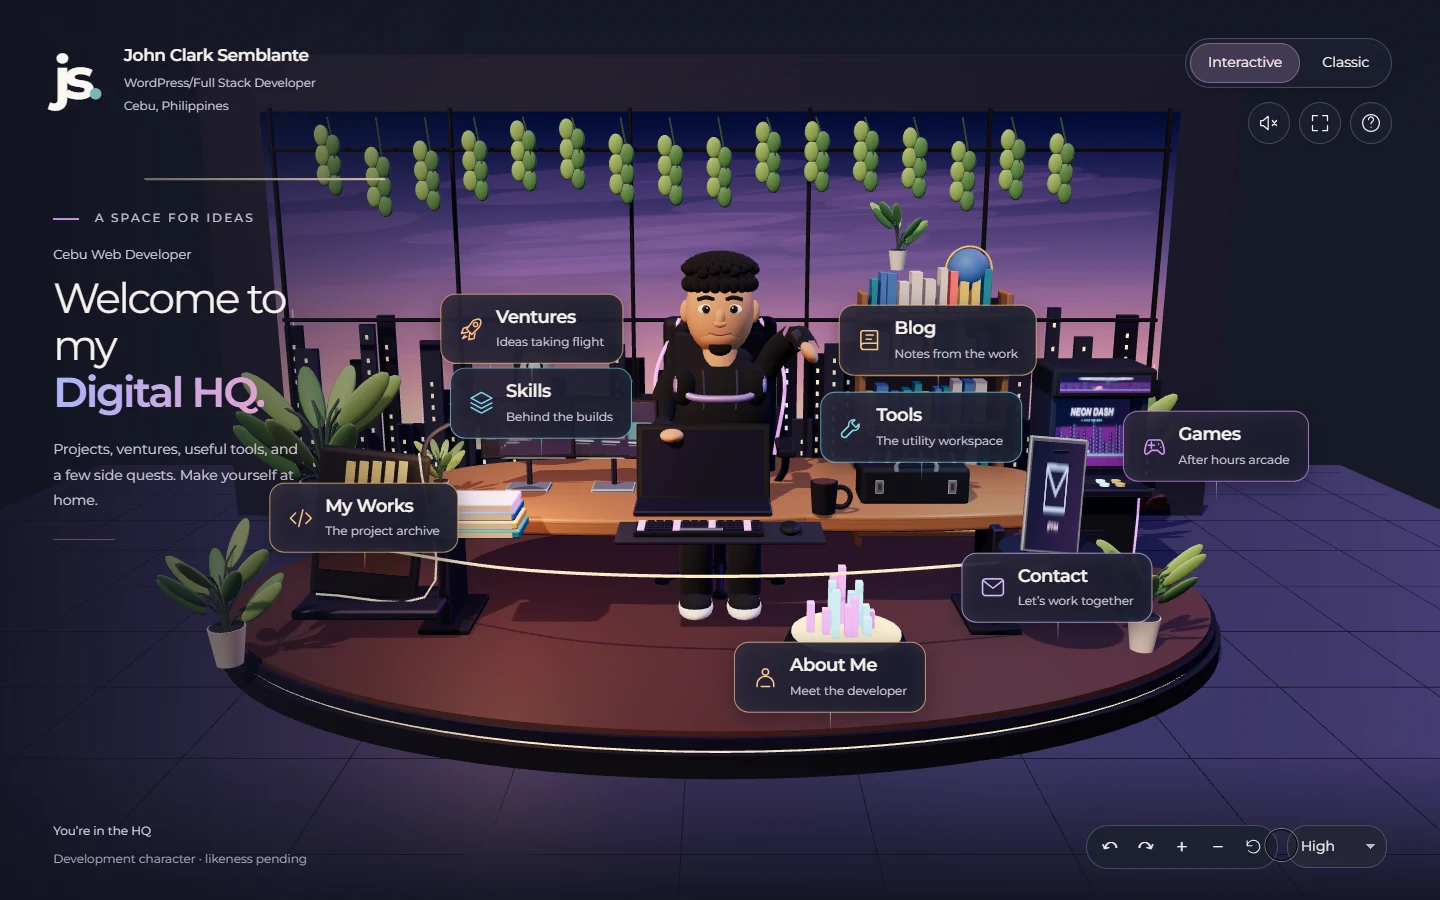 js.
John Clark Semblante
WordPress/Full Stack Developer
Cebu, Philippines
Interactive
Classic
A SPACE FOR IDEAS
Cebu Web Developer
Welcome to
my
Digital HQ.
Projects, ventures, useful tools, and
a few side quests. Make yourself at
home.
Ventures
Ideas taking flight
Skills
Behind the builds
Blog
Notes from the work
Tools
The utility workspace
NEON DASH
Games
After hours arcade
My Works
The project archive
Contact
Let's work together
About Me
Meet the developer
You're in the HQ
Development character · likeness pending
High